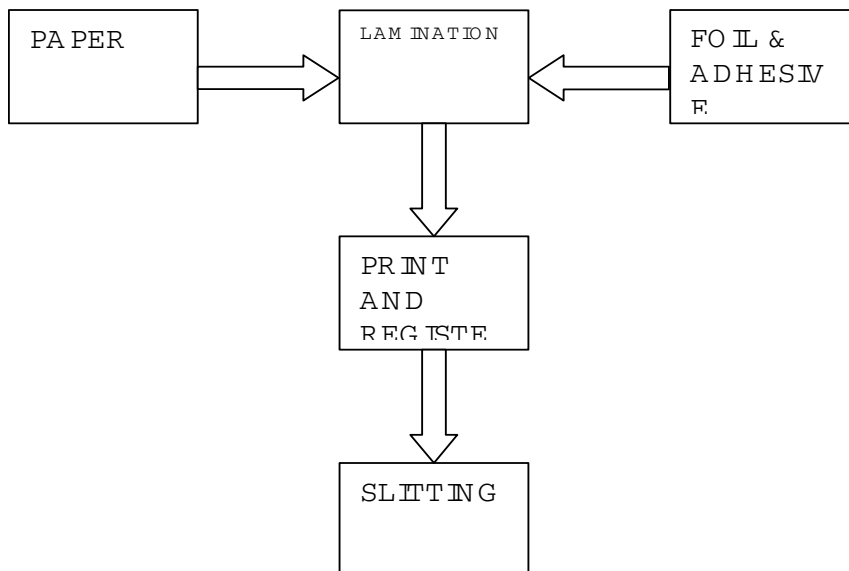 PAPER
LAMINATION
FOIL &
ADHESIV
E
PRINT
AND
REGISTE
SLITTING